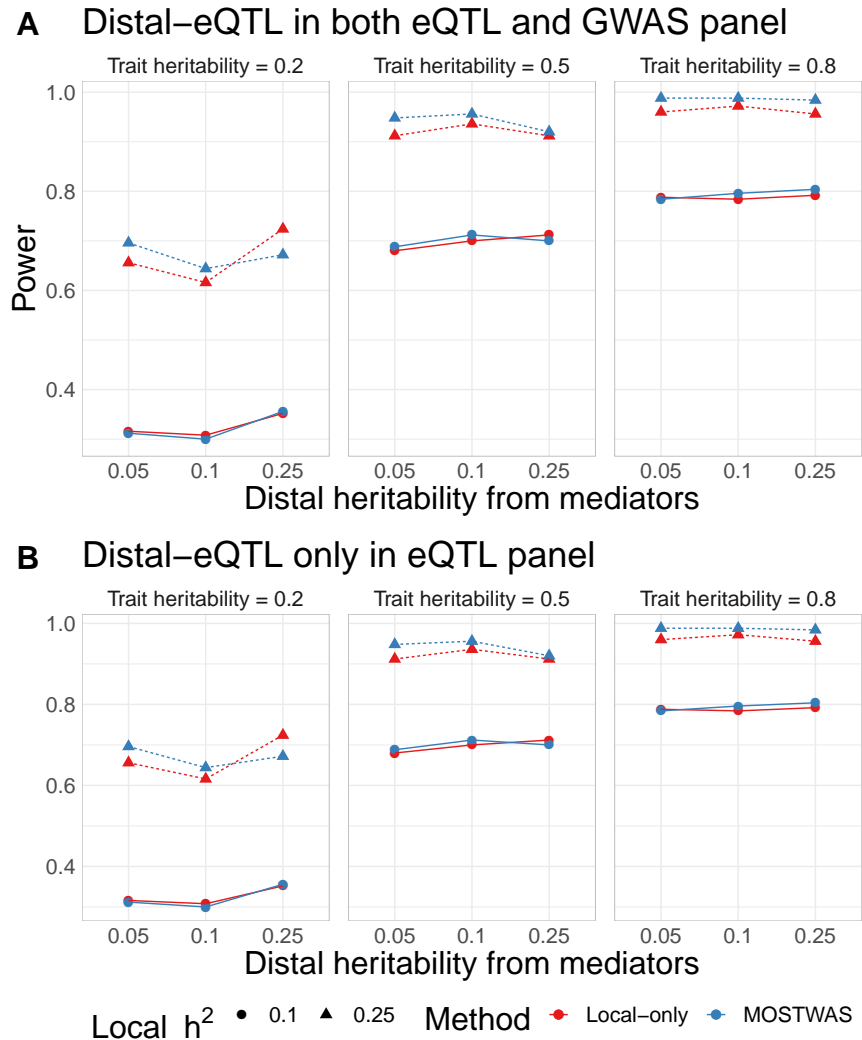 A Distal−eQTL in both eQTL and GWAS panel
Trait heritability = 0.2 Trait heritability = 0.5 Trait heritability = 0.8
1.0
0.8
0.6
0.4
Power
0.05 0.1 0.25 0.05 0.1 0.25 0.05 0.1 0.25
Distal heritability from mediators
B Distal−eQTL only in eQTL panel
Trait heritability = 0.2 Trait heritability = 0.5 Trait heritability = 0.8
1.0
0.8
0.6
0.4
Power
0.05 0.1 0.25 0.05 0.1 0.25 0.05 0.1 0.25
Distal heritability from mediators
Local h² 0.1 0.25 Method Local−only MOSTWAS